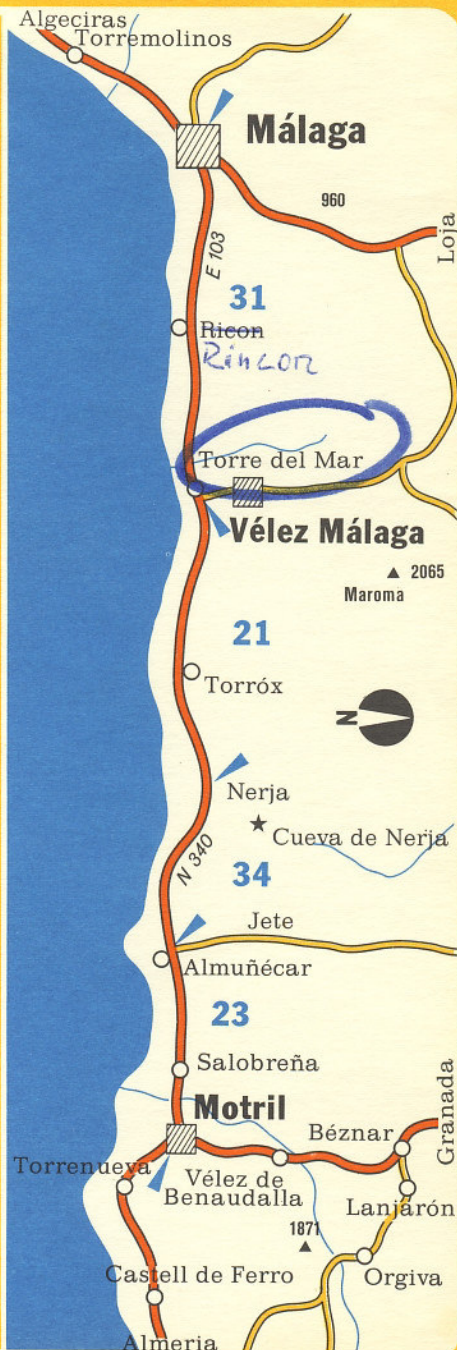 Algeciras
Torremolinos
Málaga
960
Loja
E 103
31
Ricon
Rincon
Torre del Mar
Vélez Málaga
2065
Maroma
21
Torróx
N
Nerja
Cueva de Nerja
N 340
34
Jete
Almuñécar
23
Salobreña
Motril
Granada
Béznar
Torrenueva
Vélez de
Benaudalla
Lanjarón
1871
Castell de Ferro
Orgiva
Almeria